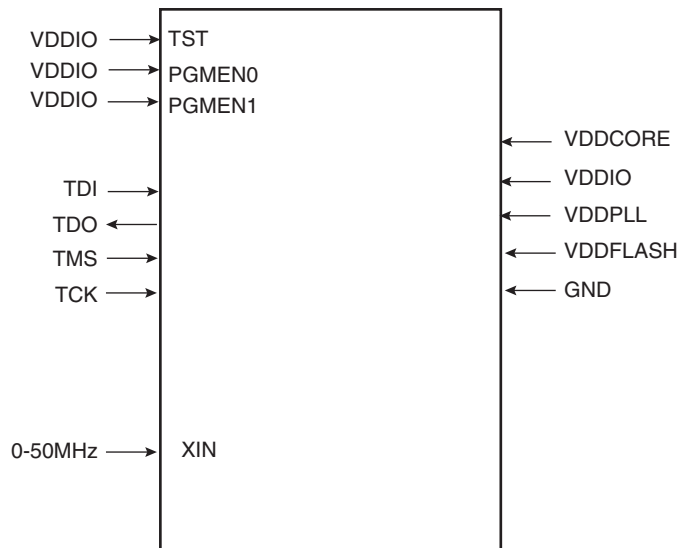 VDDIO TST
VDDIO PGMEN0
VDDIO PGMEN1
VDDCORE
TDI VDDIO
TDO VDDPLL
TMS VDDFLASH
TCK GND
0-50MHz XIN